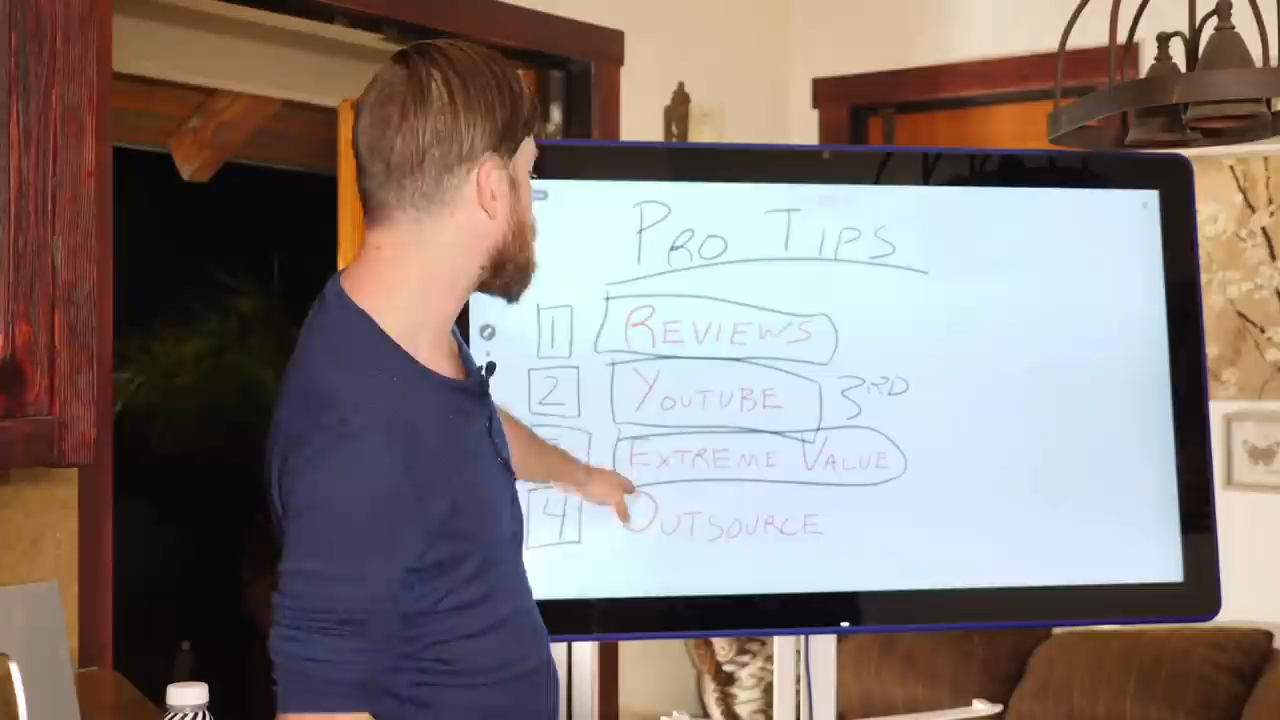 PRO TIPS
1 REVIEWS
2 YOUTUBE 3RD
EXTREME VALUE
4 OUTSOURCE